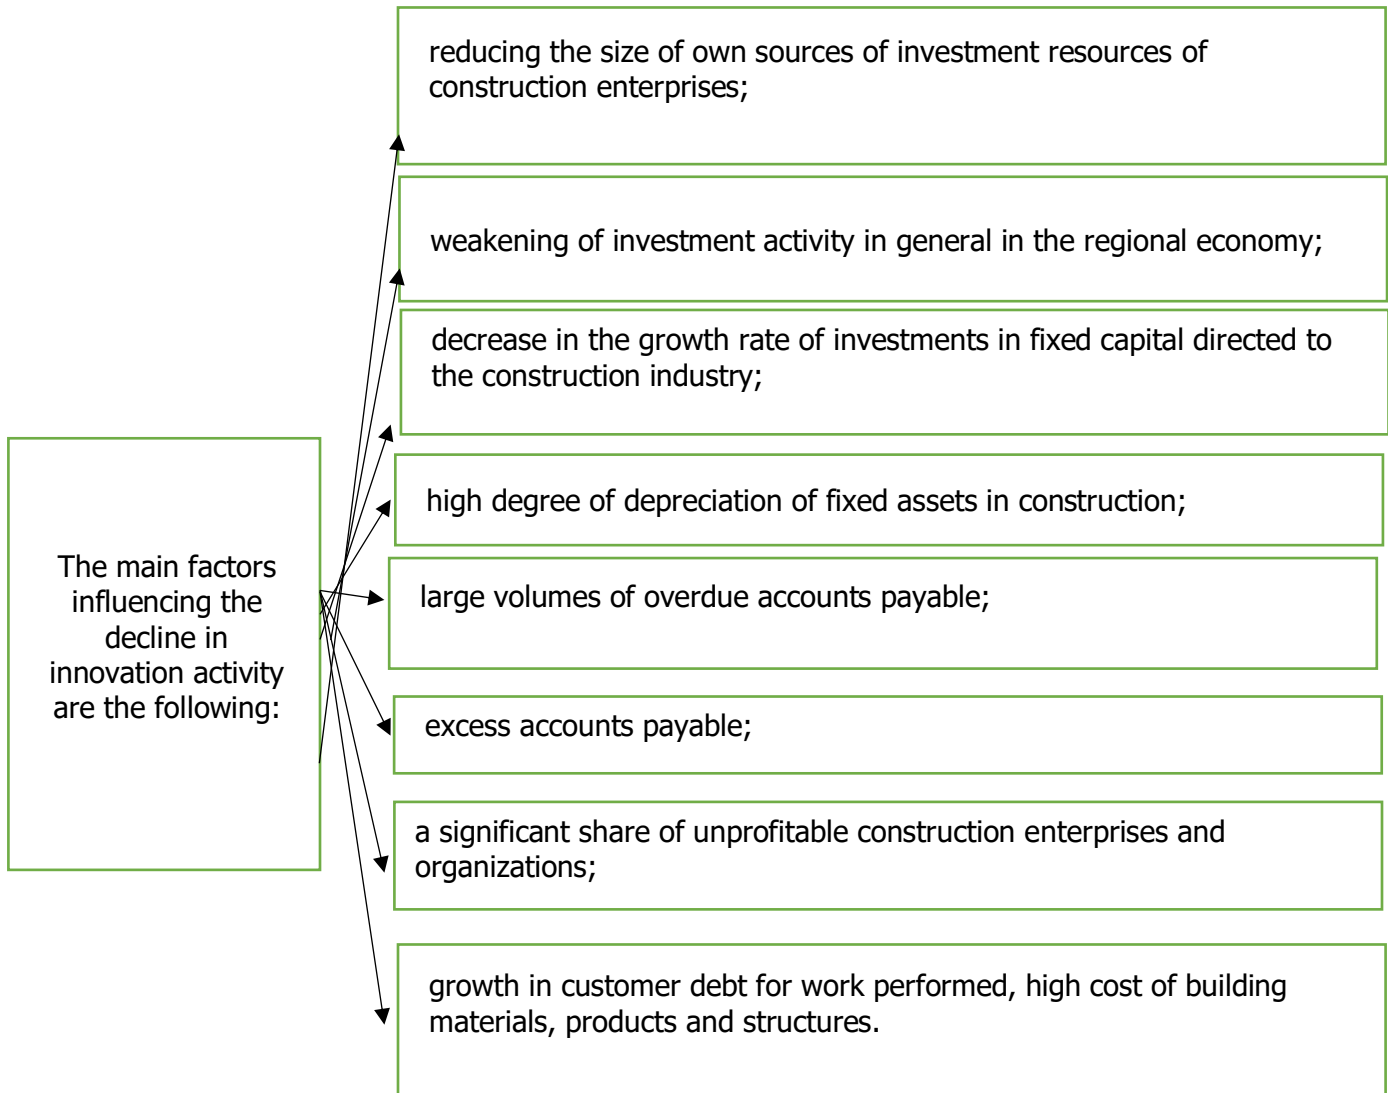 reducing the size of own sources of investment resources of
construction enterprises;
weakening of investment activity in general in the regional economy;
decrease in the growth rate of investments in fixed capital directed to
the construction industry;
high degree of depreciation of fixed assets in construction;
The main factors
influencing the
decline in
innovation activity
are the following:
large volumes of overdue accounts payable;
excess accounts payable;
a significant share of unprofitable construction enterprises and
organizations;
growth in customer debt for work performed, high cost of building
materials, products and structures.